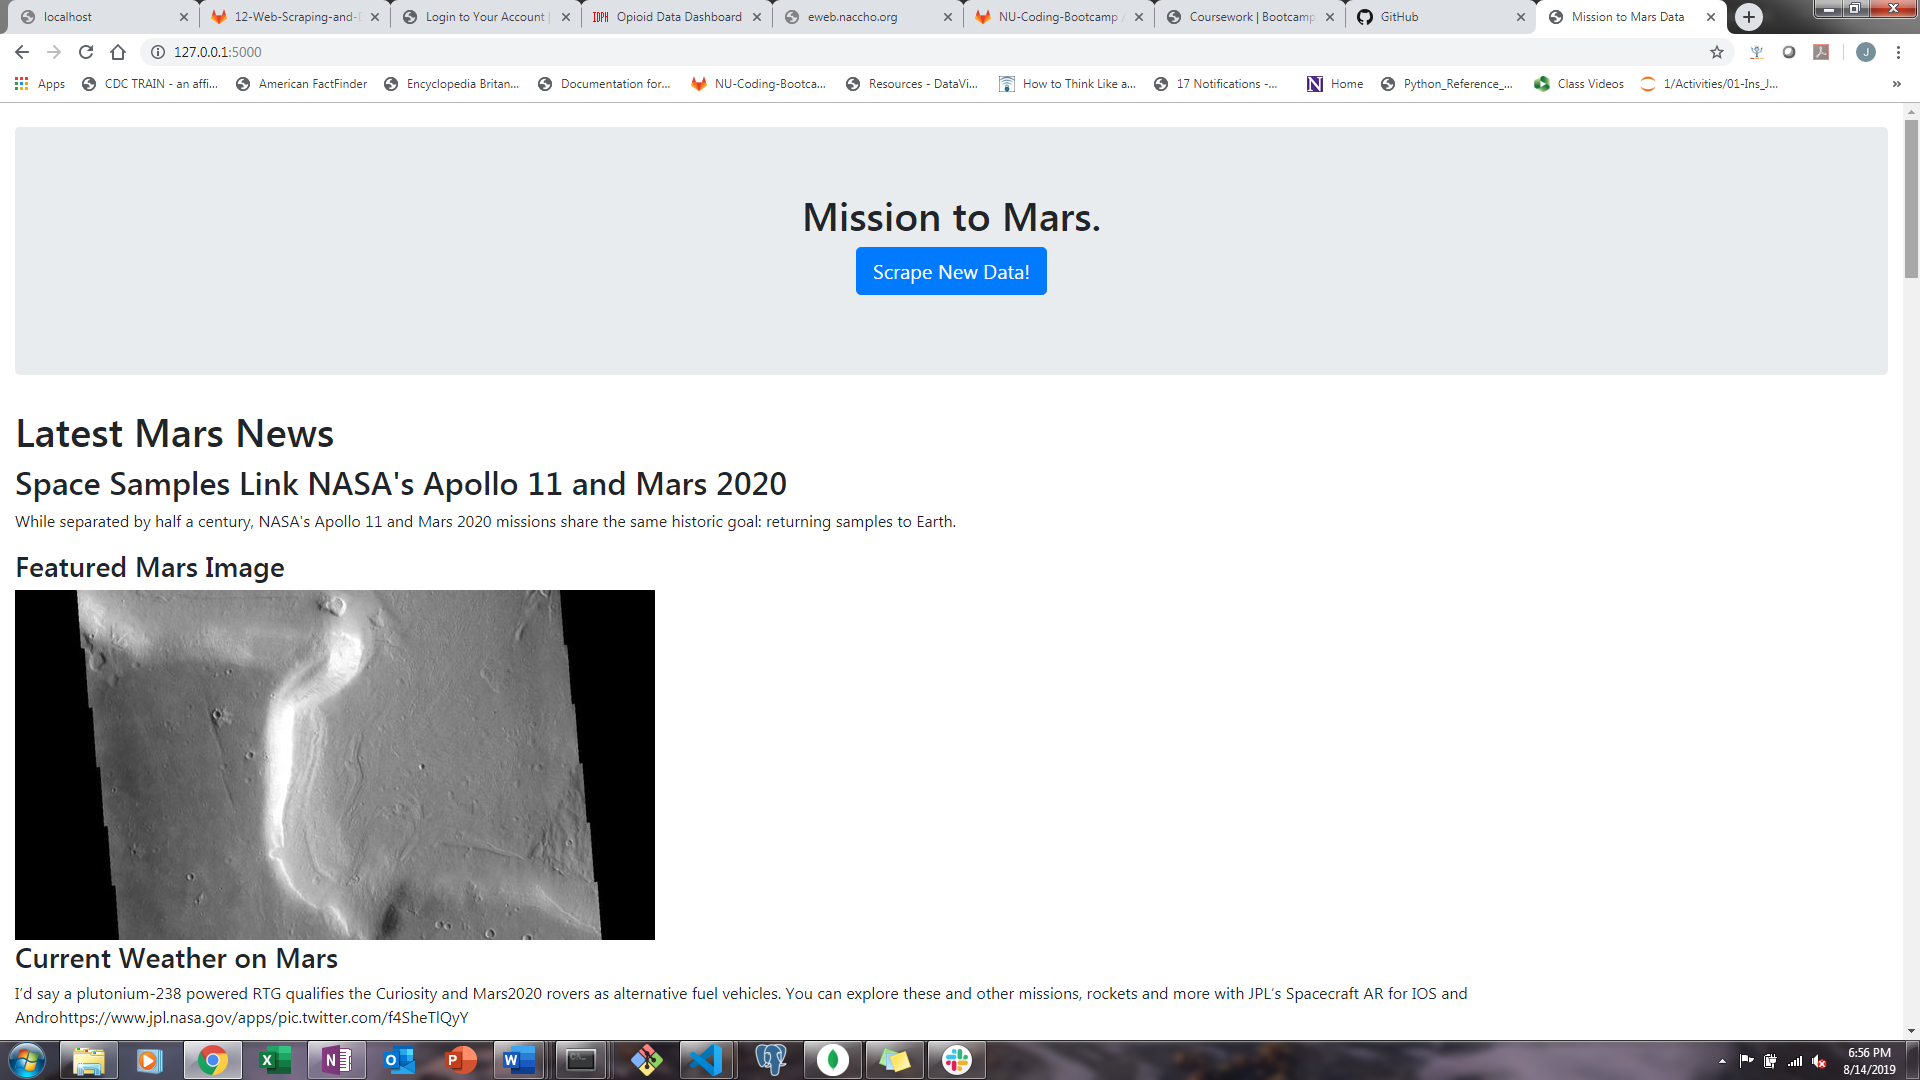 localhost
12-Web-Scraping-and-D
Login to Your Account |
IDPH Opioid Data Dashboard
eweb.naccho.org
NU-Coding-Bootcamp /
Coursework | Bootcamp
GitHub
Mission to Mars Data
127.0.0.1:5000
J
Apps
CDC TRAIN - an affi...
American FactFinder
Encyclopedia Britan...
Documentation for...
NU-Coding-Bootca...
Resources - DataVi...
How to Think Like a...
17 Notifications -...
N Home
Python_Reference_...
Class Videos
1/Activities/01-Ins_J...
»
Mission to Mars.
Scrape New Data!
Latest Mars News
Space Samples Link NASA's Apollo 11 and Mars 2020
While separated by half a century, NASA's Apollo 11 and Mars 2020 missions share the same historic goal: returning samples to Earth.
Featured Mars Image
Current Weather on Mars
I’d say a plutonium-238 powered RTG qualifies the Curiosity and Mars2020 rovers as alternative fuel vehicles. You can explore these and other missions, rockets and more with JPL’s Spacecraft AR for IOS and
Androhttps://www.jpl.nasa.gov/apps/pic.twitter.com/f4SheTlQyY
6:56 PM
8/14/2019